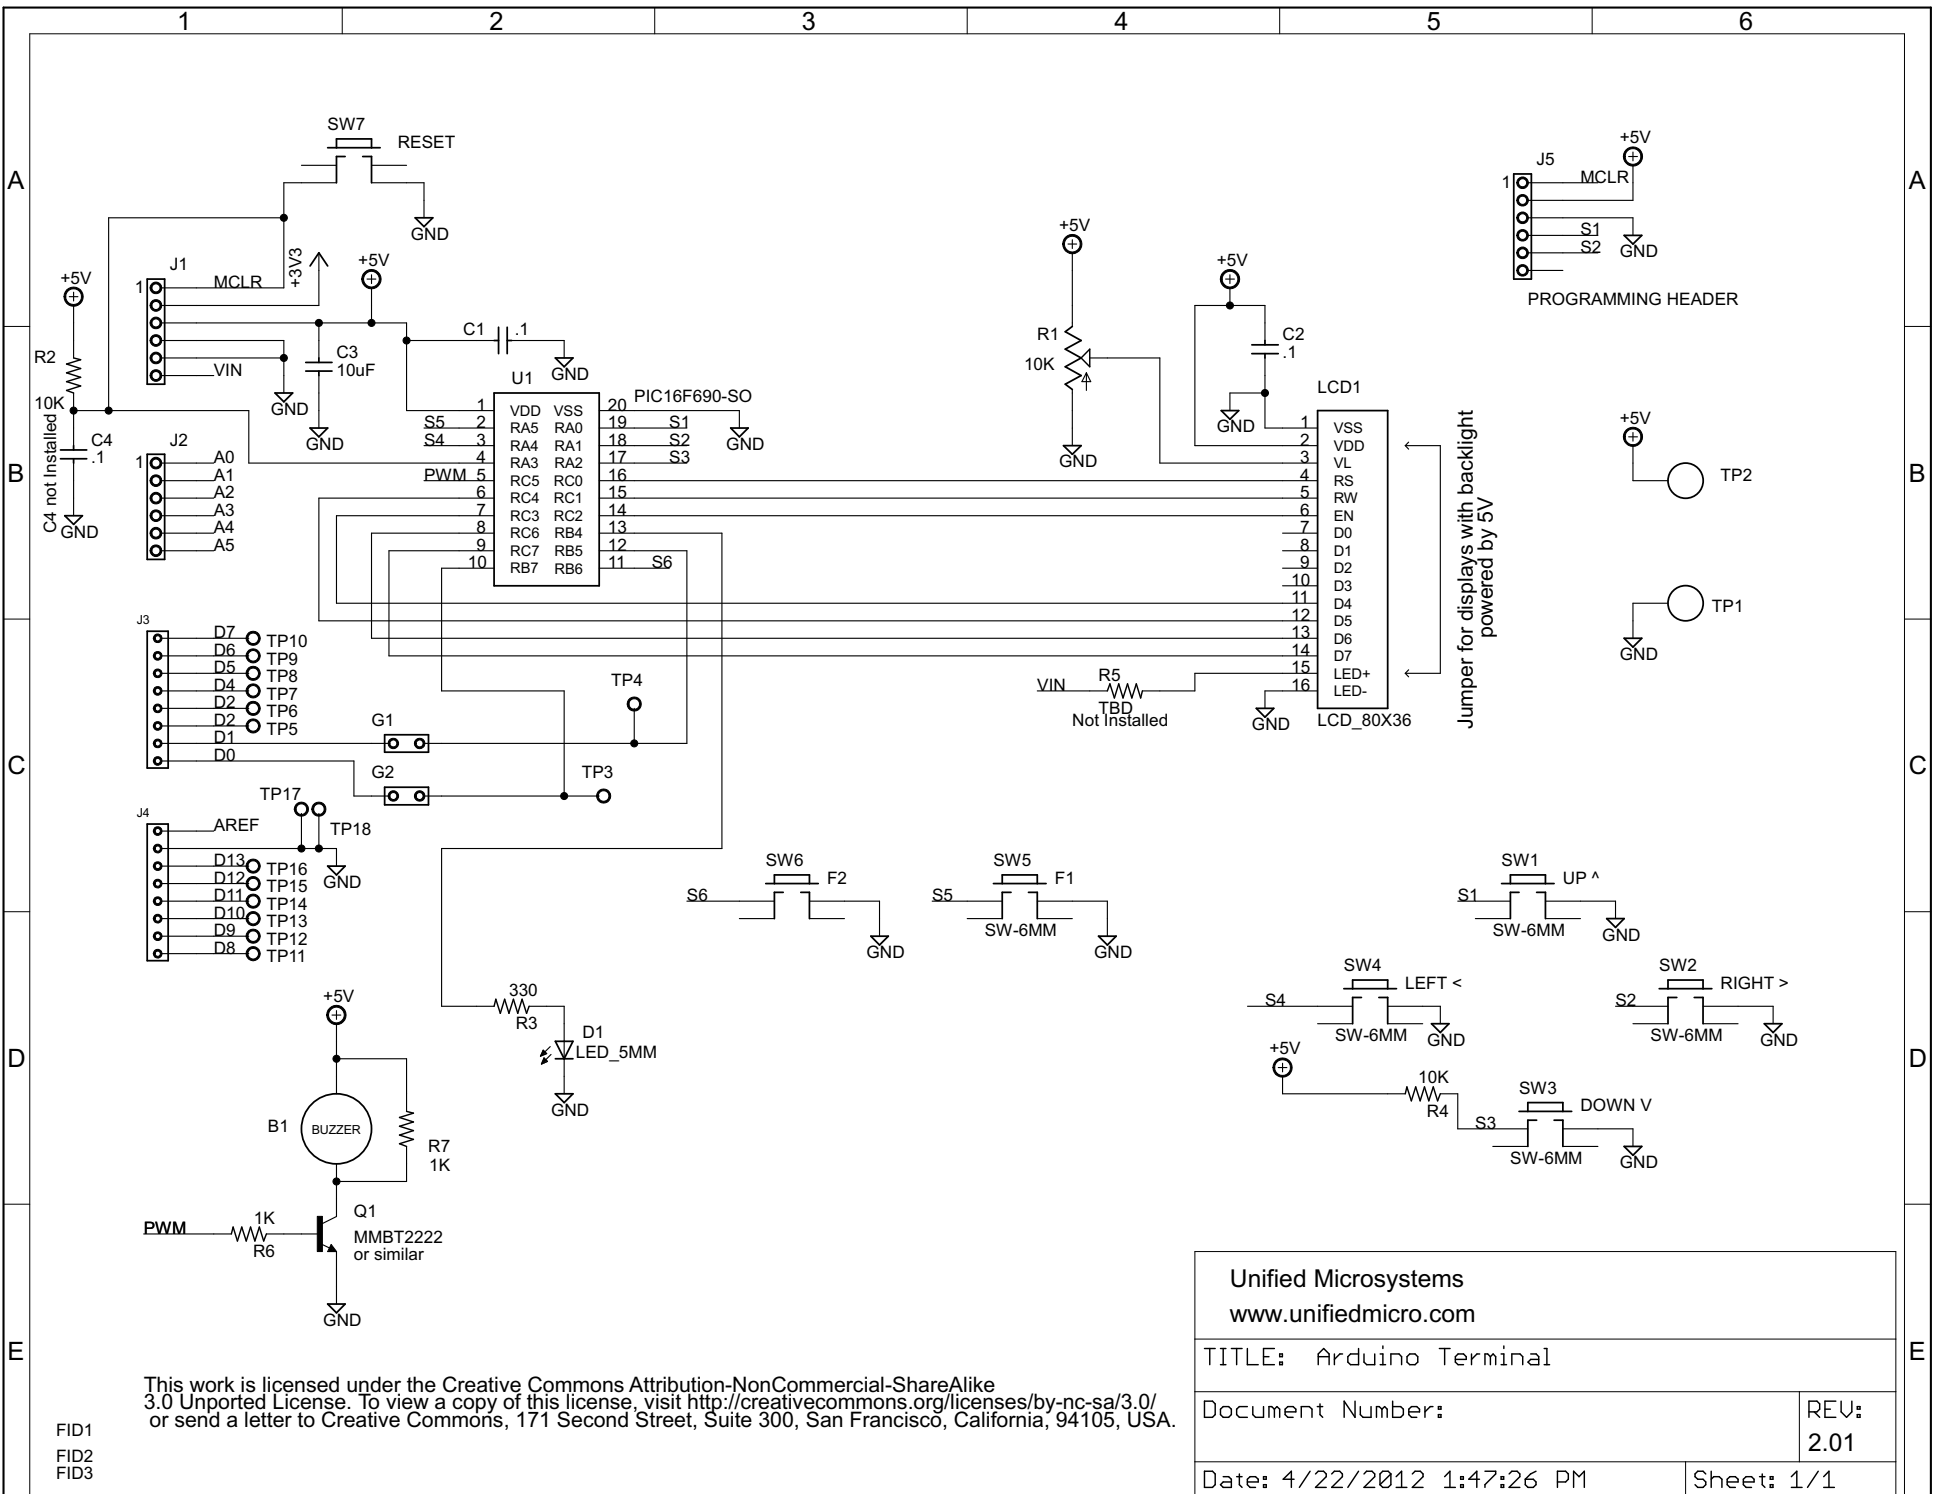 1 2 3 4 5 6
A A
B B
C C
D D
E E
SW7
RESET
GND
+5V
J1
1
MCLR
+3V3
+5V
VIN
GND
C3
10uF
GND
C1
.1
GND
R2
10K
C4 not Installed
C4
.1
GND
J2
1
A0
A1
A2
A3
A4
A5
U1
PIC16F690-SO
1 VDD VSS 20
S5 2 RA5 RA0 19 S1
S4 3 RA4 RA1 18 S2
4 RA3 RA2 17 S3
PWM 5 RC5 RC0 16
6 RC4 RC1 15
7 RC3 RC2 14
8 RC6 RB4 13
9 RC7 RB5 12
10 RB7 RB6 11 S6
GND
+5V
R1
10K
GND
+5V
C2
.1
GND
LCD1
1 VSS
2 VDD
3 VL
4 RS
5 RW
6 EN
7 D0
8 D1
9 D2
10 D3
11 D4
12 D5
13 D6
14 D7
15 LED+
16 LED-
LCD_80X36
VIN
R5
TBD
Not Installed
GND
Jumper for displays with backlight
powered by 5V
J5
+5V
1
MCLR
S1
S2
GND
PROGRAMMING HEADER
+5V
TP2
TP1
GND
J3
D7 TP10
D6 TP9
D5 TP8
D4 TP7
D2 TP6
D2 TP5
D1
D0
G1
G2
TP4
TP3
J4
TP17
TP18
AREF
GND
D13 TP16
D12 TP15
D11 TP14
D10 TP13
D9 TP12
D8 TP11
SW6
F2
S6
GND
SW5
F1
S5
SW-6MM
GND
SW1
UP ^
S1
SW-6MM
GND
SW4
LEFT <
S4
SW-6MM
GND
SW2
RIGHT >
S2
SW-6MM
GND
+5V
10K
R4
SW3
DOWN V
S3
SW-6MM
GND
330
R3
D1
LED_5MM
GND
+5V
B1
BUZZER
R7
1K
PWM
1K
R6
Q1
MMBT2222
or similar
GND
This work is licensed under the Creative Commons Attribution-NonCommercial-ShareAlike
3.0 Unported License. To view a copy of this license, visit http://creativecommons.org/licenses/by-nc-sa/3.0/
or send a letter to Creative Commons, 171 Second Street, Suite 300, San Francisco, California, 94105, USA.
FID1
FID2
FID3
Unified Microsystems
www.unifiedmicro.com
TITLE: Arduino Terminal
Document Number:
REV:
2.01
Date: 4/22/2012 1:47:26 PM
Sheet: 1/1